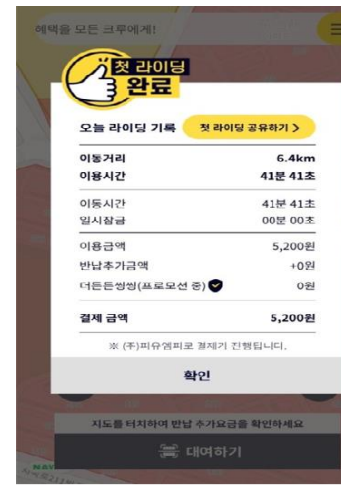 혜택을 모든 크루에게!
첫 라이딩
완료
오늘 라이딩 기록 첫 라이딩 공유하기 >
이동거리 6.4km
이용시간 41분 41초
이동시간 41분 41초
일시잠금 00분 00초
이용금액 5,200원
반납추가금액 +0원
더든든씽씽(프로모션 중) 0원
결제 금액 5,200원
※ (주)피유엠피로 결제가 진행됩니다.
확인
지도를 터치하여 반납 추가요금을 확인하세요
대여하기